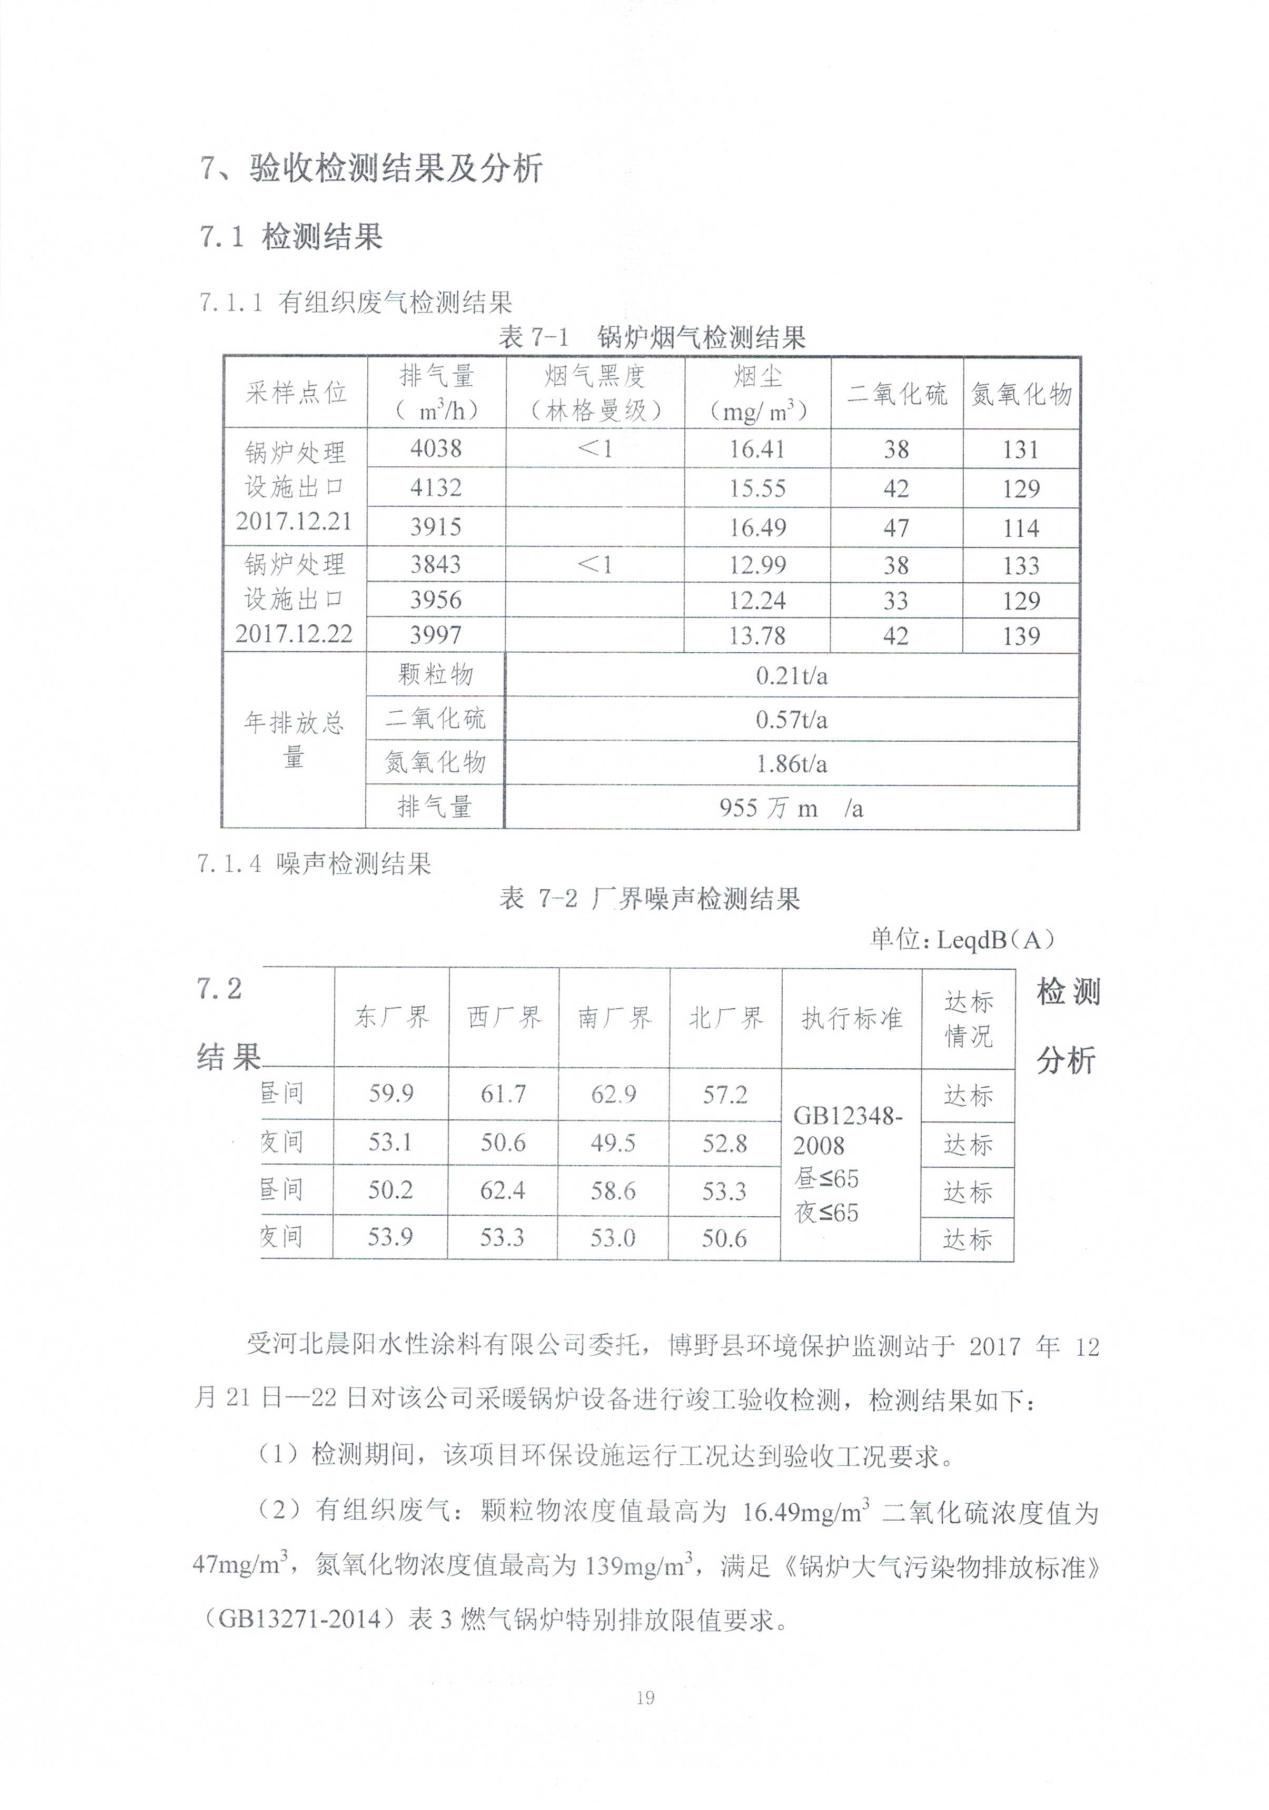 7、验收检测结果及分析
7.1 检测结果
7.1.1 有组织废气检测结果
表 7-1 锅炉烟气检测结果
采样点位 排气量（m³/h） 烟气黑度（林格曼级） 烟尘（mg/ m³） 二氧化硫 氮氧化物
锅炉处理设施出口 2017.12.21 4038 ＜1 16.41 38 131
4132 15.55 42 129
3915 16.49 47 114
锅炉处理设施出口 2017.12.22 3843 ＜1 12.99 38 133
3956 12.24 33 129
3997 13.78 42 139
年排放总量 颗粒物 0.21t/a
二氧化硫 0.57t/a
氮氧化物 1.86t/a
排气量 955 万 m /a
7.1.4 噪声检测结果
表 7-2 厂界噪声检测结果
单位：LeqdB（A）
7.2 检测
结果 分析
东厂界 西厂界 南厂界 北厂界 执行标准 达标情况
昼间 59.9 61.7 62.9 57.2 GB12348-2008 昼≤65 夜≤65 达标
夜间 53.1 50.6 49.5 52.8 达标
昼间 50.2 62.4 58.6 53.3 达标
夜间 53.9 53.3 53.0 50.6 达标
受河北晨阳水性涂料有限公司委托，博野县环境保护监测站于 2017 年 12
月 21 日—22 日对该公司采暖锅炉设备进行竣工验收检测，检测结果如下：
（1）检测期间，该项目环保设施运行工况达到验收工况要求。
（2）有组织废气：颗粒物浓度值最高为 16.49mg/m³ 二氧化硫浓度值为
47mg/m³，氮氧化物浓度值最高为 139mg/m³，满足《锅炉大气污染物排放标准》
（GB13271-2014）表 3 燃气锅炉特别排放限值要求。
19